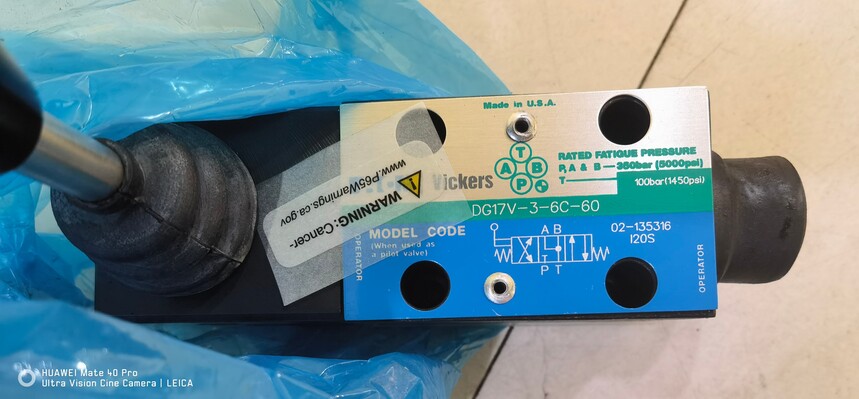 Made in U.S.A.
T
A B
P
RATED FATIGUE PRESSURE
P, A & B — 350bar (5000psi)
T 100bar (1450psi)
Vickers
WARNING: Cancer-
www.P65Warnings.ca.gov
DG17V-3-6C-60
MODEL CODE
(When used as
a pilot valve)
02-135316
120S
A B
T
P T
OPERATOR
OPERATOR
HUAWEI Mate 40 Pro
Ultra Vision Cine Camera | LEICA